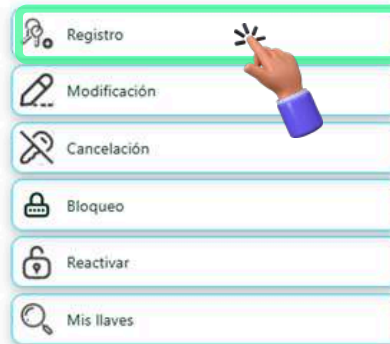 Registro
Modificación
Cancelación
Bloqueo
Reactivar
Mis llaves